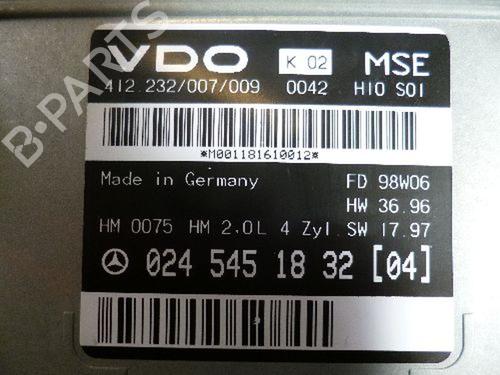 VDO K 02 MSE
412.232/007/009 0042 H10 S01
*M001181610012*
Made in Germany FD 98W06
HW 36.96
HM 0075 HM 2.0L 4 Zyl. SW 17.97
024 545 18 32 [04]
B-PARTS